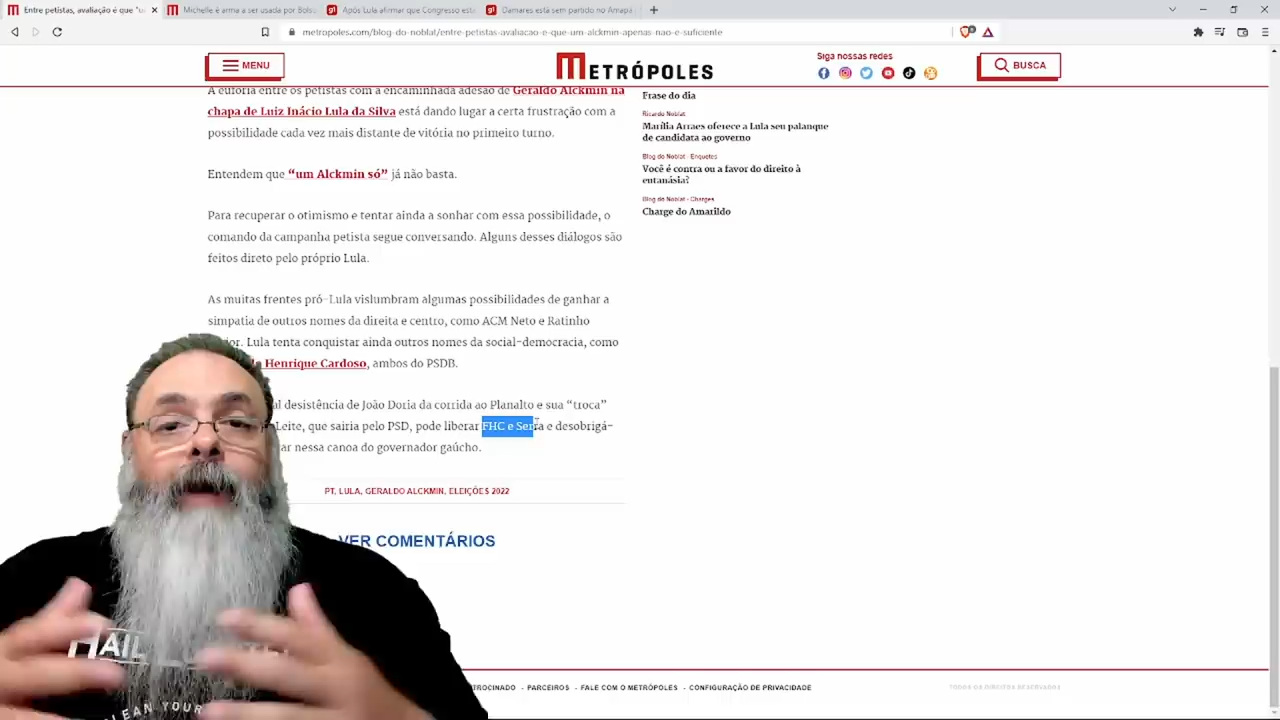 Entre petistas, avaliação é que "u
Michelle é arma a ser usada por Bolso
Após Lula afirmar que Congresso está
Damares está sem partido no Amapá
metropoles.com/blog-do-noblat/entre-petistas-avaliacao-e-que-um-alckmin-apenas-nao-e-suficiente
MENU
METRÓPOLES
Siga nossas redes
BUSCA
A euforia entre os petistas com a encaminhada adesão de Geraldo Alckmin na
chapa de Luiz Inácio Lula da Silva está dando lugar a certa frustração com a
possibilidade cada vez mais distante de vitória no primeiro turno.
Entendem que "um Alckmin só" já não basta.
Para recuperar o otimismo e tentar ainda a sonhar com essa possibilidade, o
comando da campanha petista segue conversando. Alguns desses diálogos são
feitos direto pelo próprio Lula.
As muitas frentes pró-Lula vislumbram algumas possibilidades de ganhar a
simpatia de outros nomes da direita e centro, como ACM Neto e Ratinho
Lula tenta conquistar ainda outros nomes da social-democracia, como
Henrique Cardoso, ambos do PSDB.
al desistência de João Doria da corrida ao Planalto e sua "troca"
Leite, que sairia pelo PSD, pode liberar FHC e Serra e desobrigá-
ar nessa canoa do governador gaúcho.
PT, LULA, GERALDO ALCKMIN, ELEIÇÕES 2022
VER COMENTÁRIOS
Frase do dia
Ricardo Noblat
Marília Arraes oferece a Lula seu palanque
de candidata ao governo
Blog do Noblat - Enquetes
Você é contra ou a favor do direito à
eutanásia?
Blog do Noblat - Charges
Charge do Amarildo
TROCINADO - PARCEIROS - FALE COM O METRÓPOLES - CONFIGURAÇÃO DE PRIVACIDADE
TODOS OS DIREITOS RESERVADOS
HAIL
LEAN YOUR